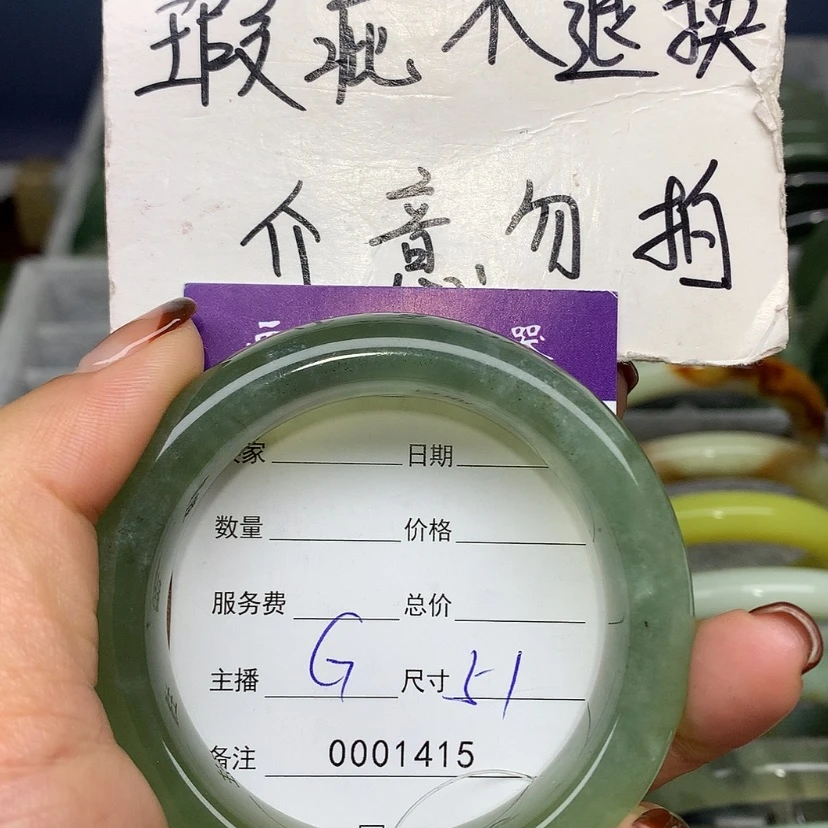 瑕疵不退换
介意勿拍
家 日期
数量 价格
服务费 总价
主播 G 尺寸 51
备注 0001415